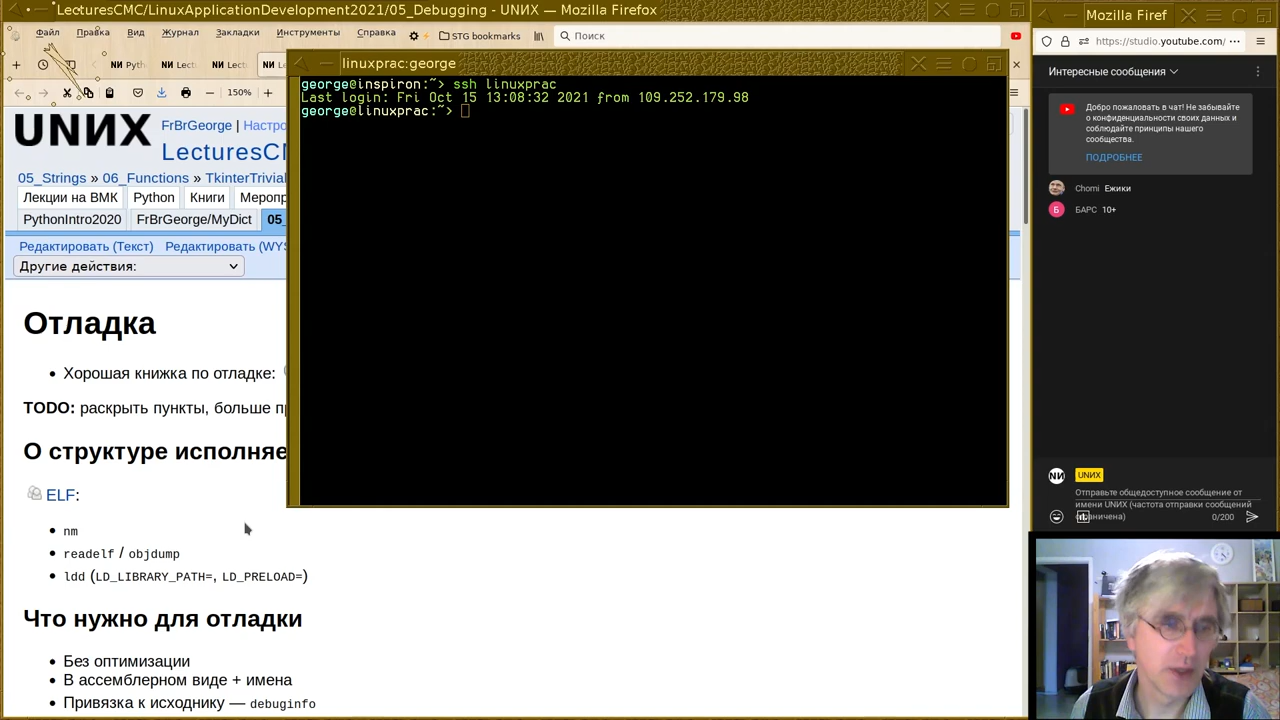 LecturesCMC/LinuxApplicationDevelopment2021/05_Debugging - UNИX — Mozilla Firefox
Mozilla Firef
Файл Правка Вид Журнал Закладки Инструменты Справка
STG bookmarks
Поиск
https://studio.youtube.com/
150%
linuxprac:george
george@inspiron:~> ssh linuxprac
Last login: Fri Oct 15 13:08:32 2021 from 109.252.179.98
george@linuxprac:~>
UNИX
FrBrGeorge | Настро
LecturesCM
05_Strings » 06_Functions » TkinterTrivial
Лекции на ВМК Python Книги Меропр
PythonIntro2020 FrBrGeorge/MyDict 05_
Редактировать (Текст) Редактировать (WYS
Другие действия:
Отладка
Хорошая книжка по отладке:
TODO: раскрыть пункты, больше пр
О структуре исполняе
ELF:
nm
readelf / objdump
ldd (LD_LIBRARY_PATH=, LD_PRELOAD=)
Что нужно для отладки
Без оптимизации
В ассемблерном виде + имена
Привязка к исходнику — debuginfo
Интересные сообщения
Добро пожаловать в чат! Не забывайте
о конфиденциальности своих данных и
соблюдайте принципы нашего
сообщества.
ПОДРОБНЕЕ
Chomi Ежики
Б БАРС 10+
NИ UNИX
Отправьте общедоступное сообщение от
имени UNИX (частота отправки сообщений
ограничена)
0/200